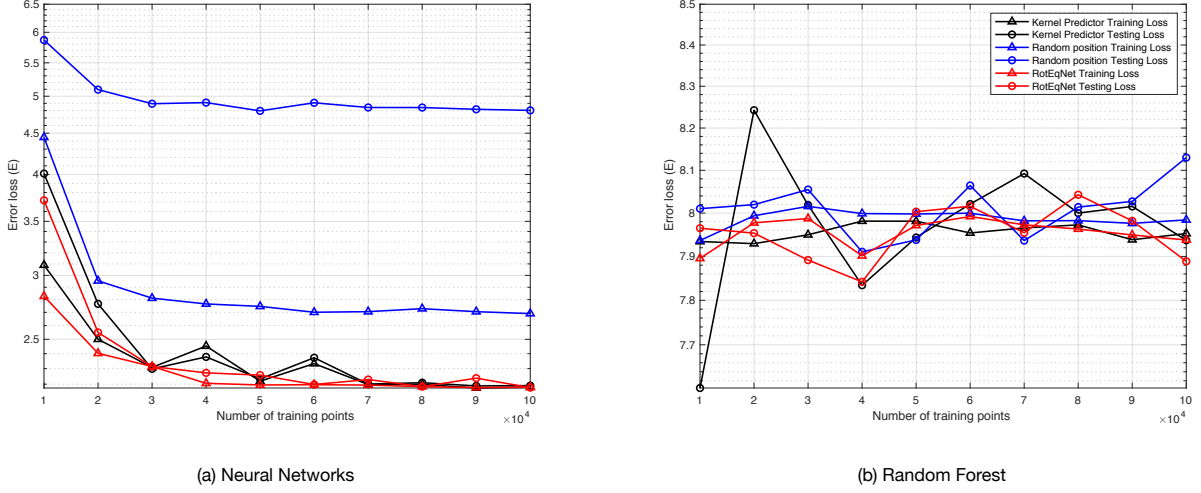 6.5
6
5.5
5
4.5
4
3.5
3
2.5
Error loss (E)
1 2 3 4 5 6 7 8 9 10
Number of training points
×10⁴
(a) Neural Networks
8.5
8.4
8.3
8.2
8.1
8
7.9
7.8
7.7
Error loss (E)
Kernel Predictor Training Loss
Kernel Predictor Testing Loss
Random position Training Loss
Random position Testing Loss
RotEqNet Training Loss
RotEqNet Testing Loss
1 2 3 4 5 6 7 8 9 10
Number of training points
×10⁴
(b) Random Forest